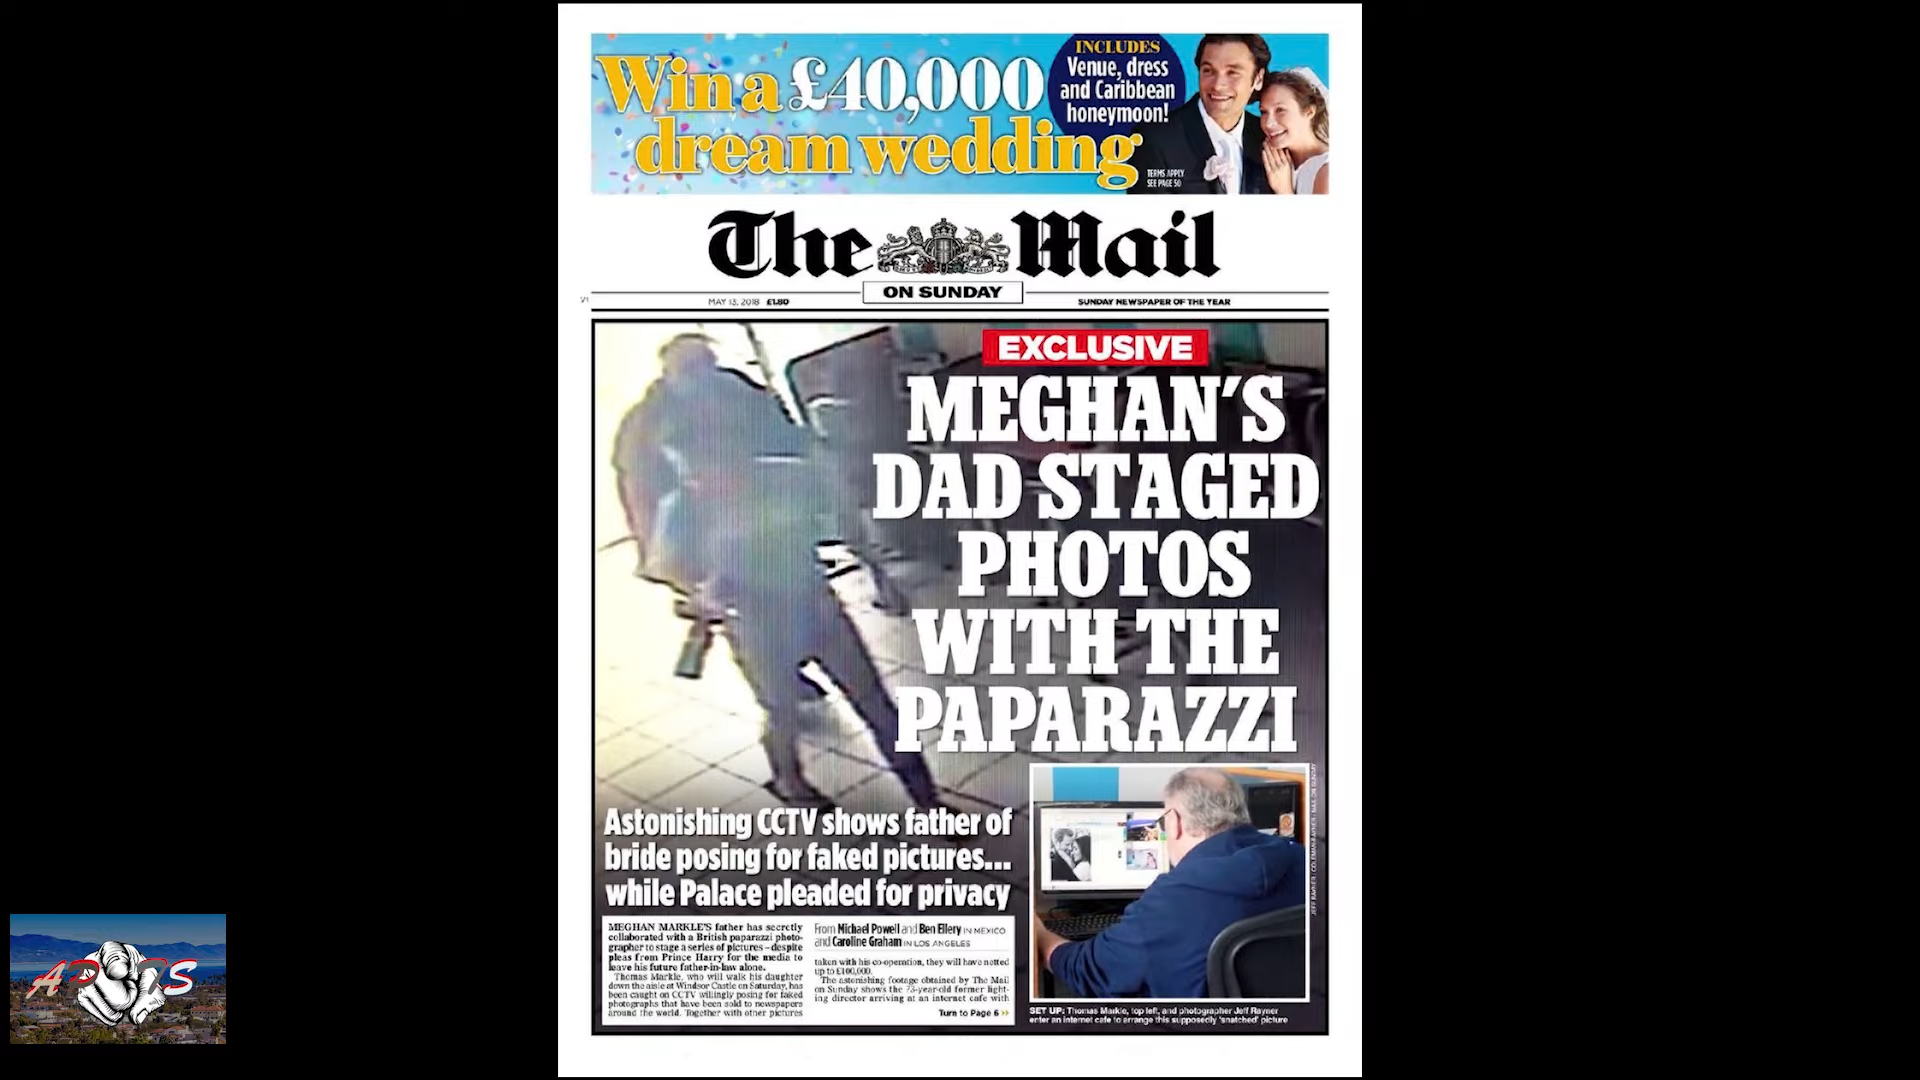 INCLUDES
Win a £40,000
Venue, dress
and Caribbean
honeymoon!
dream wedding
TERMS APPLY
SEE PAGE 50
The Mail
ON SUNDAY
V1
MAY 13, 2018 £1.80
SUNDAY NEWSPAPER OF THE YEAR
EXCLUSIVE
MEGHAN'S
DAD STAGED
PHOTOS
WITH THE
PAPARAZZI
Astonishing CCTV shows father of
bride posing for faked pictures...
while Palace pleaded for privacy
MEGHAN MARKLE'S father has secretly
collaborated with a British paparazzi photo-
grapher to stage a series of pictures – despite
pleas from Prince Harry for the media to
leave his future father-in-law alone.
Thomas Markle, who will walk his daughter
down the aisle at Windsor Castle on Saturday, has
been caught on CCTV willingly posing for faked
photographs that have been sold to newspapers
around the world. Together with other pictures
From Michael Powell and Ben Ellery IN MEXICO
and Caroline Graham IN LOS ANGELES
taken with his co-operation, they will have netted
up to £100,000.
The astonishing footage obtained by The Mail
on Sunday shows the 73-year-old former light-
ing director arriving at an internet cafe with
Turn to Page 6 >>
SET UP: Thomas Markle, top left, and photographer Jeff Rayner
enter an internet cafe to arrange this supposedly 'snatched' picture